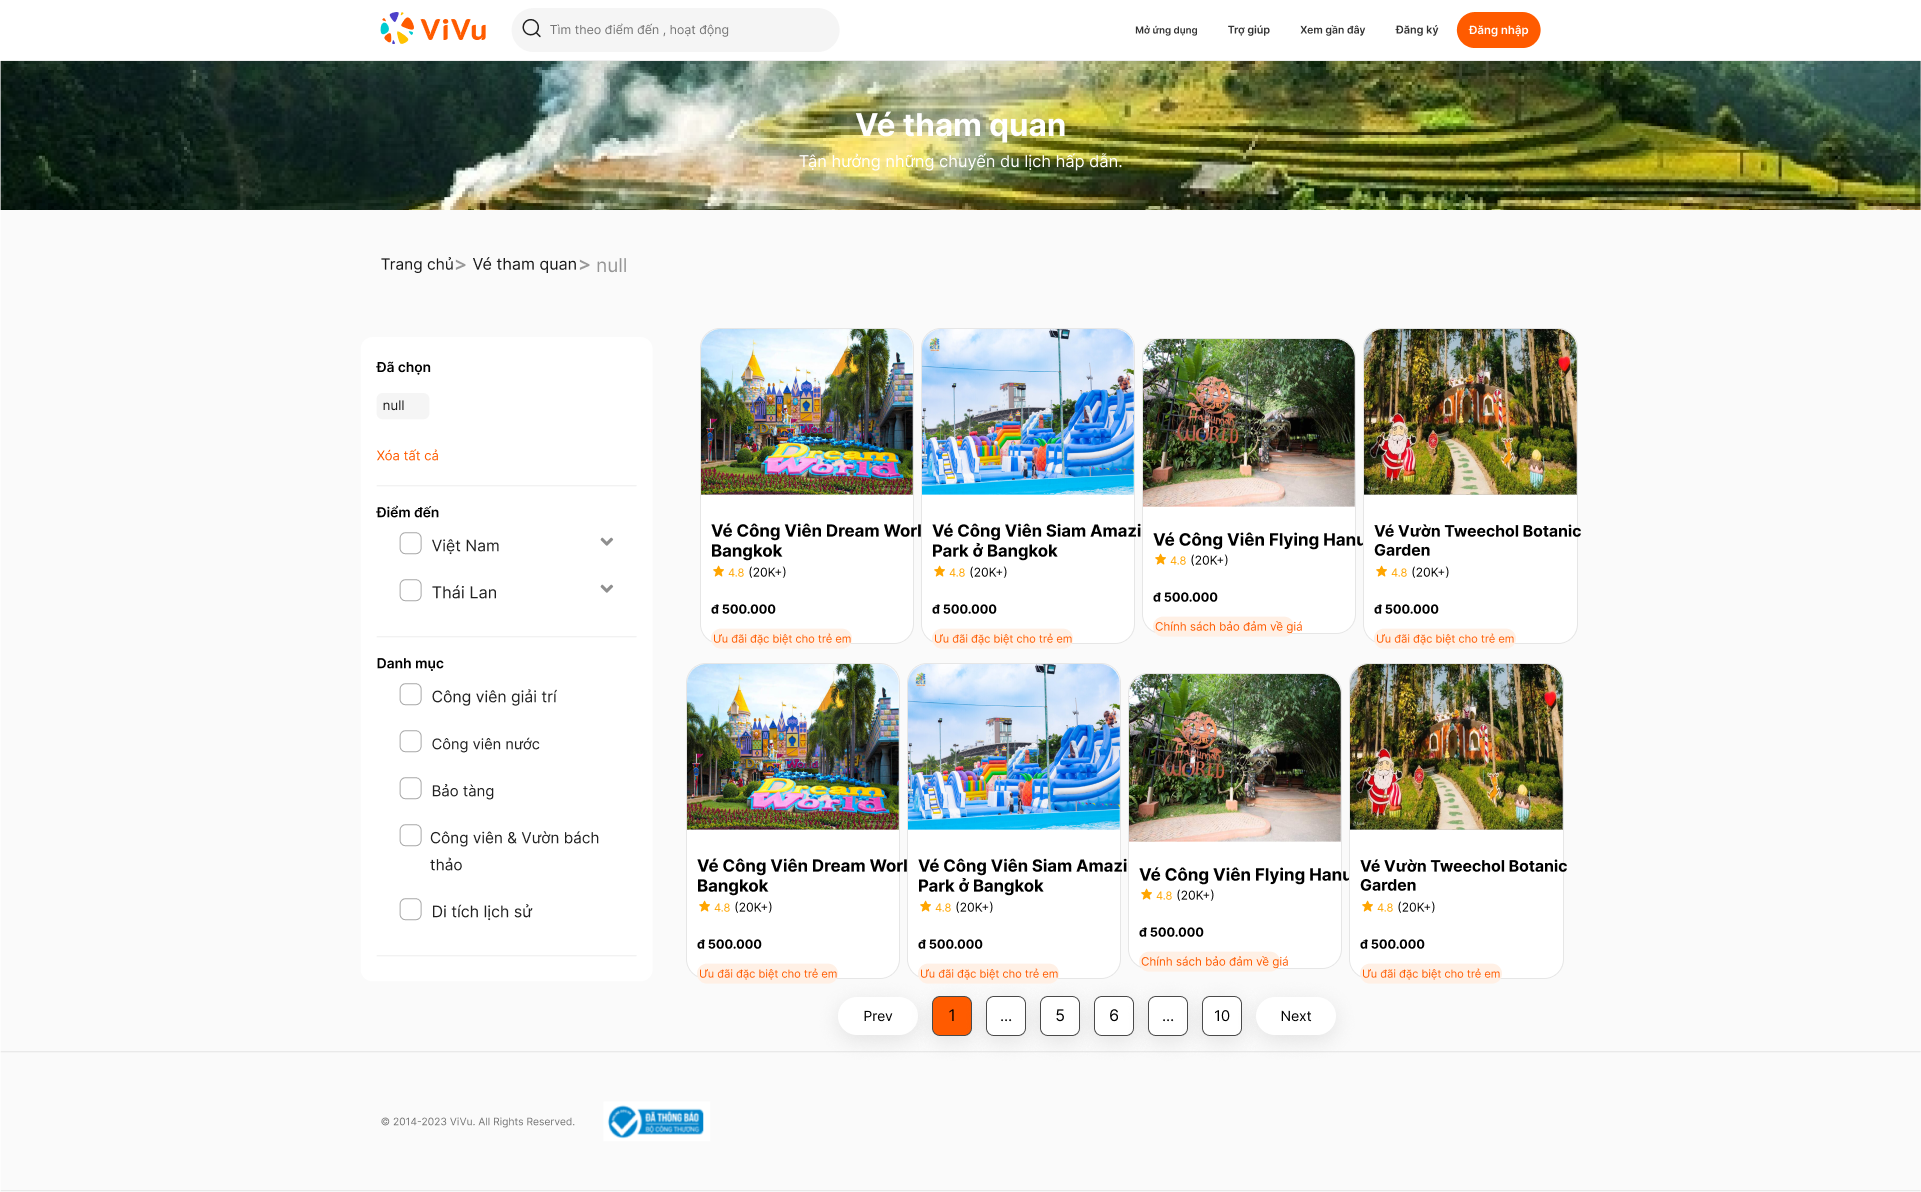 ViVu
Tìm theo điểm đến , hoạt động
Mở ứng dụng
Trợ giúp
Xem gần đây
Đăng ký
Đăng nhập
Vé tham quan
Tận hưởng những chuyến du lịch hấp dẫn.
Trang chủ> Vé tham quan> null
Đã chọn
null
Xóa tất cả
Điểm đến
Việt Nam
Thái Lan
Danh mục
Công viên giải trí
Công viên nước
Bảo tàng
Công viên & Vườn bách
thảo
Di tích lịch sử
Dream
World
Vé Công Viên Dream Worl
Bangkok
4.8 (20K+)
đ 500.000
Ưu đãi đặc biệt cho trẻ em
Vé Công Viên Siam Amazi
Park ở Bangkok
4.8 (20K+)
đ 500.000
Ưu đãi đặc biệt cho trẻ em
WORLD
Vé Công Viên Flying Hanu
4.8 (20K+)
đ 500.000
Chính sách bảo đảm về giá
Vé Vườn Tweechol Botanic
Garden
4.8 (20K+)
đ 500.000
Ưu đãi đặc biệt cho trẻ em
Dream
World
Vé Công Viên Dream Worl
Bangkok
4.8 (20K+)
đ 500.000
Ưu đãi đặc biệt cho trẻ em
Vé Công Viên Siam Amazi
Park ở Bangkok
4.8 (20K+)
đ 500.000
Ưu đãi đặc biệt cho trẻ em
WORLD
Vé Công Viên Flying Hanu
4.8 (20K+)
đ 500.000
Chính sách bảo đảm về giá
Vé Vườn Tweechol Botanic
Garden
4.8 (20K+)
đ 500.000
Ưu đãi đặc biệt cho trẻ em
Prev 1 ... 5 6 ... 10 Next
© 2014-2023 ViVu. All Rights Reserved.
ĐÃ THÔNG BÁO
BỘ CÔNG THƯƠNG